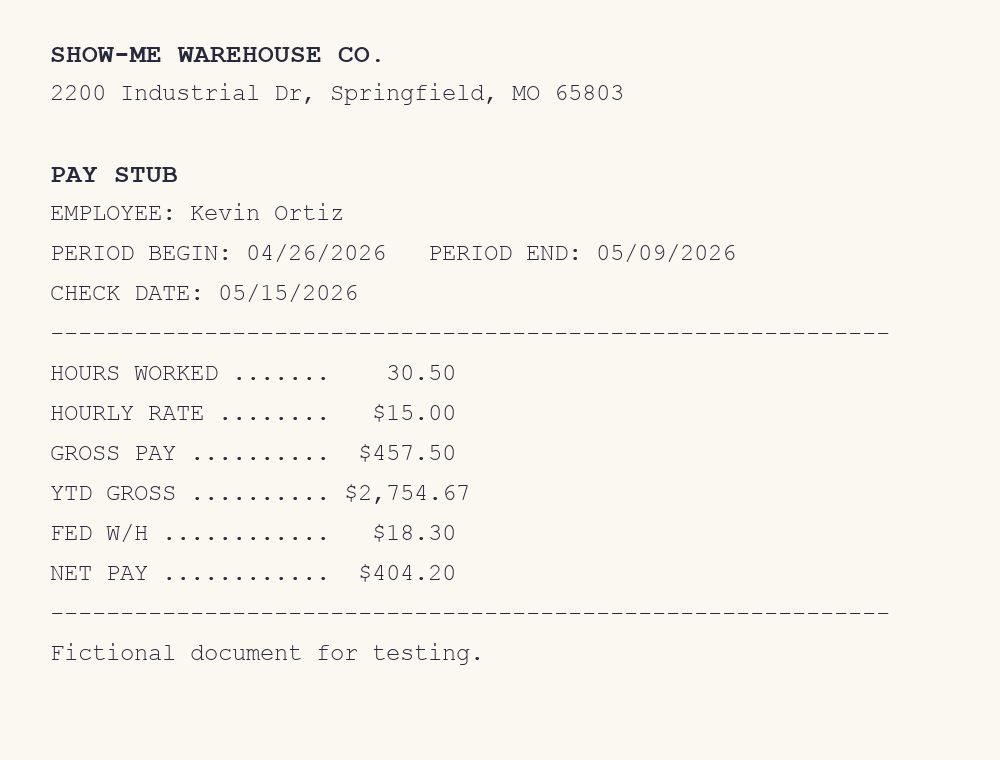 SHOW-ME WAREHOUSE CO.
2200 Industrial Dr, Springfield, MO 65803
PAY STUB
EMPLOYEE: Kevin Ortiz
PERIOD BEGIN: 04/26/2026   PERIOD END: 05/09/2026
CHECK DATE: 05/15/2026
------------------------------------------------------------
HOURS WORKED .......    30.50
HOURLY RATE ........   $15.00
GROSS PAY ..........  $457.50
YTD GROSS .......... $2,754.67
FED W/H ............   $18.30
NET PAY ............  $404.20
------------------------------------------------------------
Fictional document for testing.